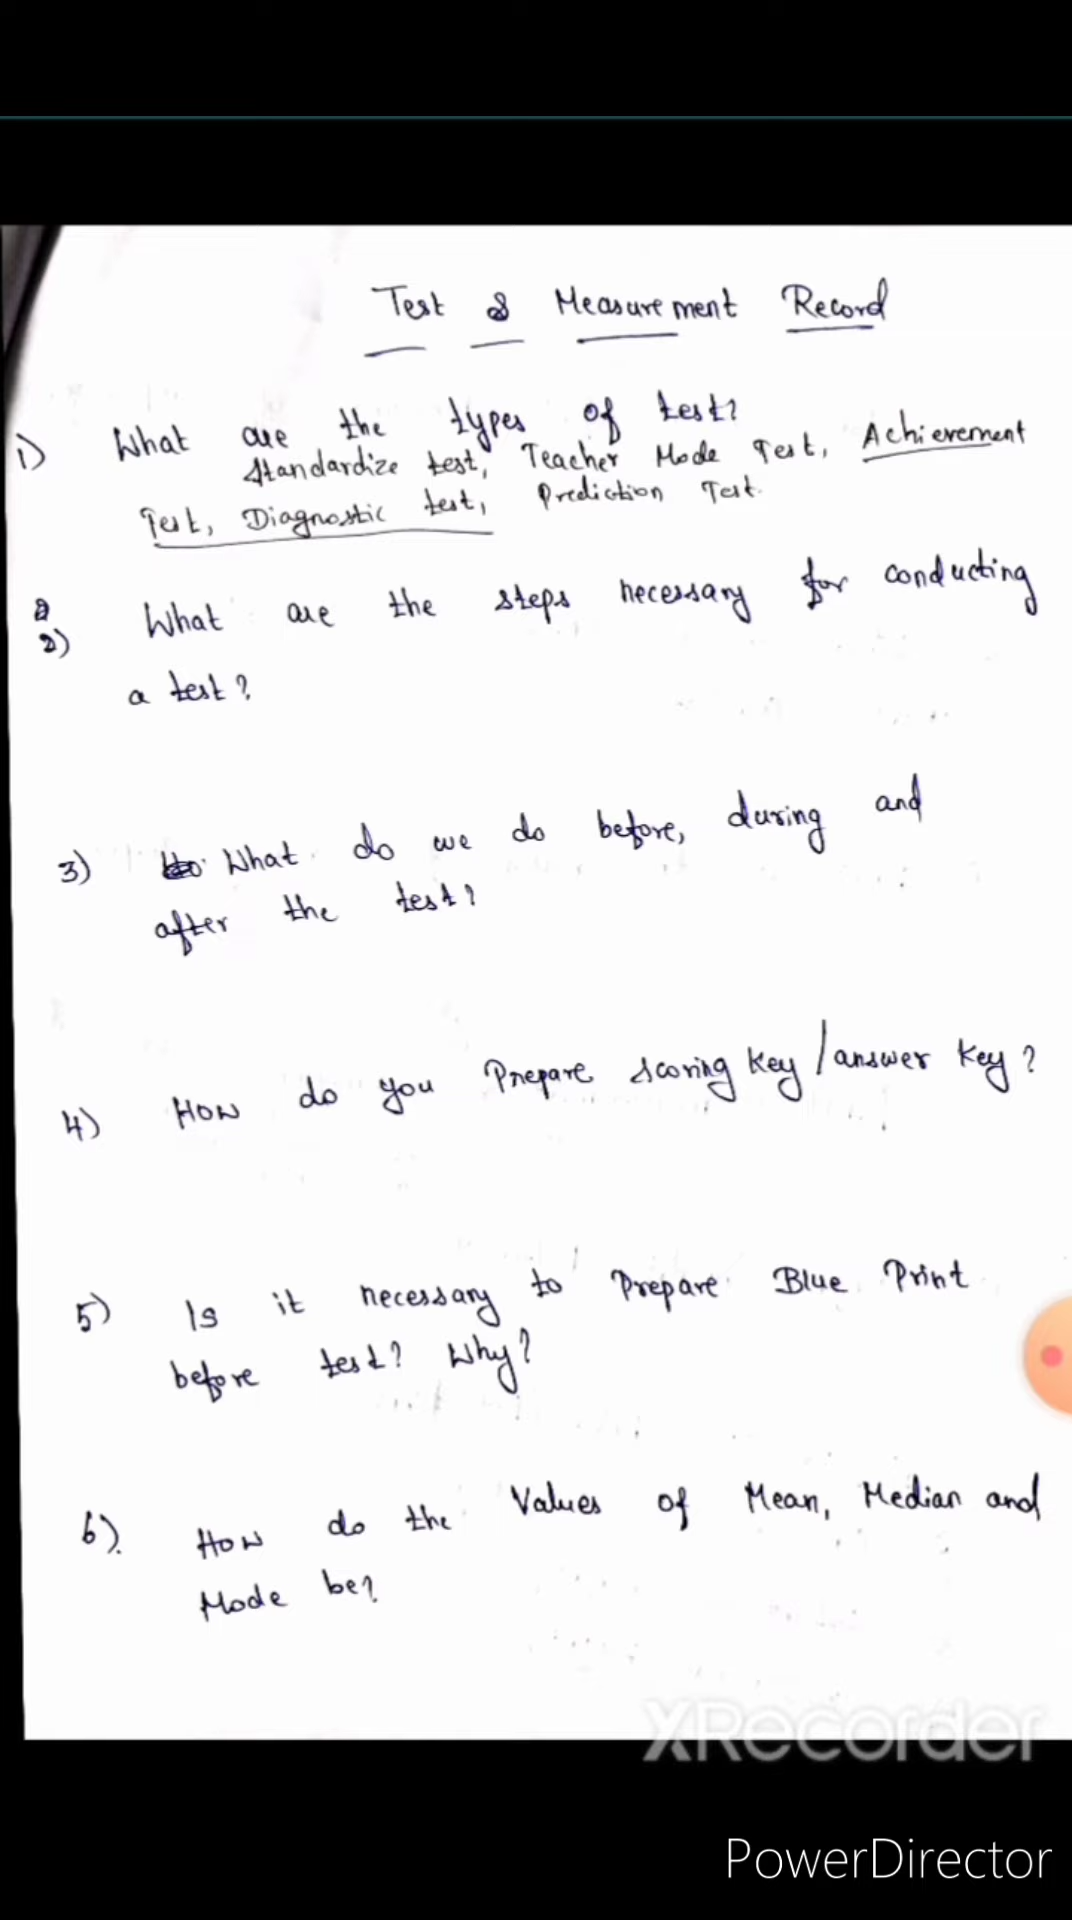 Test & Measurement Record
1) What are the types of test?
Standardize test, Teacher Mode Test, Achievement
Test, Diagnostic test, Prediction Test.
2) What are the steps necessary for conducting
a test?
3) What do we do before, during and
after the test?
4) How do you Prepare scoring key/answer key?
5) Is it necessary to Prepare Blue Print
before test? Why?
6). How do the Values of Mean, Median and
Mode be?
XRecorder
PowerDirector